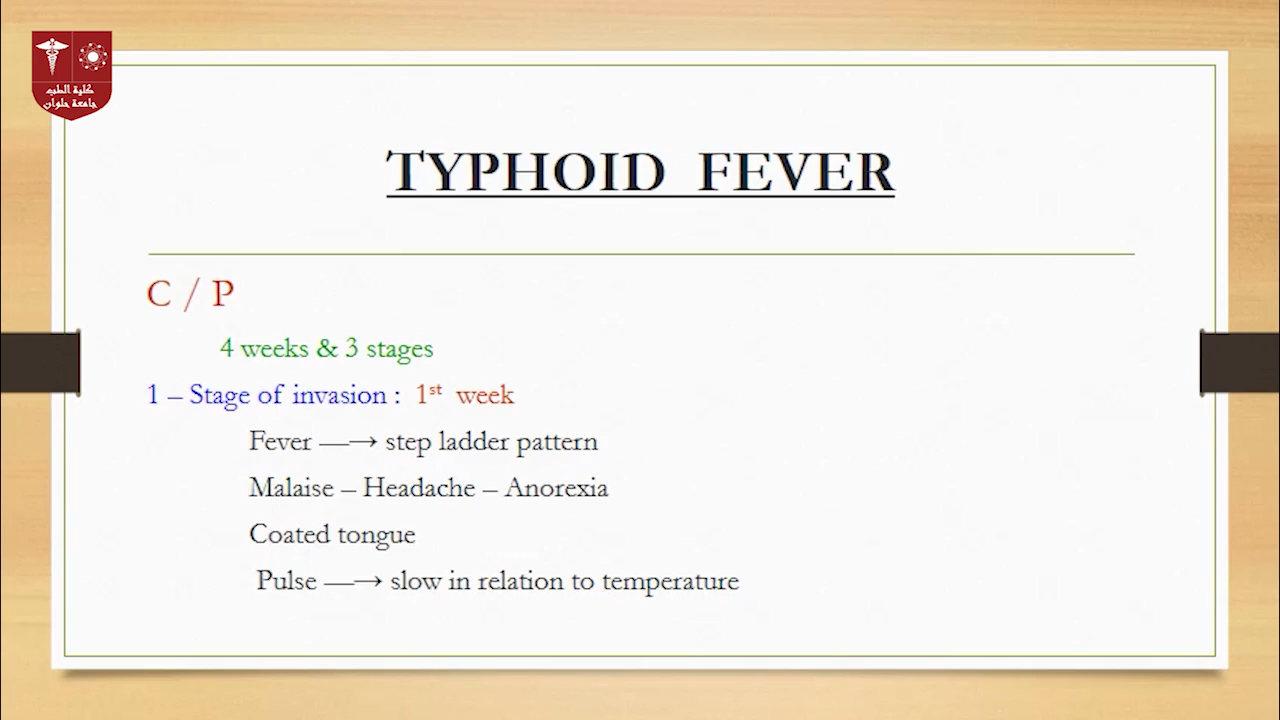 كلية الطب
جامعة حلوان
TYPHOID FEVER
C / P
4 weeks & 3 stages
1 – Stage of invasion : 1st week
Fever —→ step ladder pattern
Malaise – Headache – Anorexia
Coated tongue
Pulse —→ slow in relation to temperature